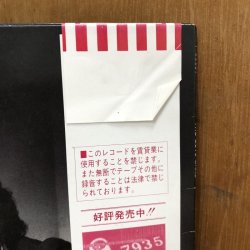 ■このレコードを賃貸業に
使用することを禁じます。
また無断でテープその他に
録音することは法律で禁じ
られております。
好評発売中!!
7935